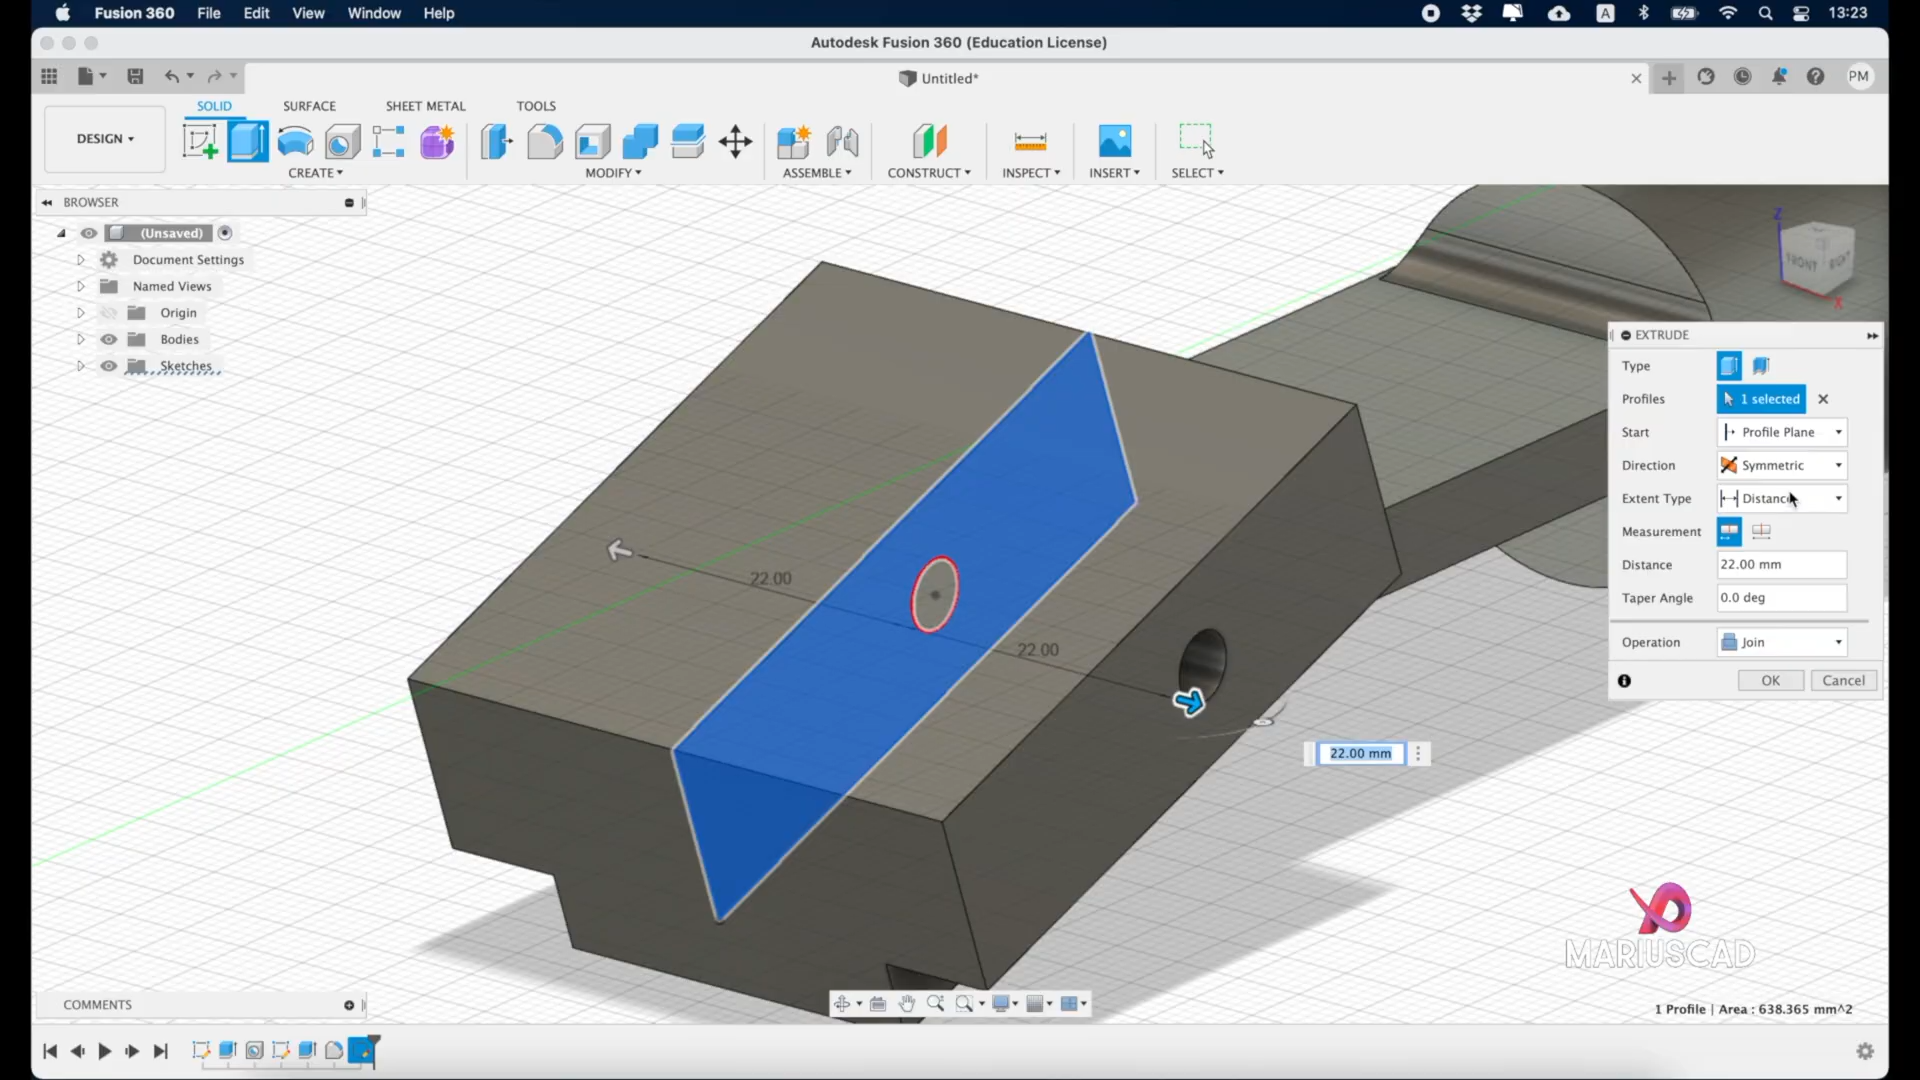 Fusion 360 File Edit View Window Help A 13:23
Autodesk Fusion 360 (Education License)
Untitled* PM
SOLID SURFACE SHEET METAL TOOLS
DESIGN
CREATE MODIFY ASSEMBLE CONSTRUCT INSPECT INSERT SELECT
BROWSER
(Unsaved)
Document Settings
Named Views
Origin
Bodies
Sketches
Z
FRONT RIGHT
X
EXTRUDE
Type
Profiles 1 selected
Start Profile Plane
Direction Symmetric
Extent Type Distance
Measurement
Distance 22.00 mm
Taper Angle 0.0 deg
Operation Join
OK Cancel
22.00
22.00
22.00 mm
MARIUSCAD
COMMENTS
1 Profile | Area : 638.365 mm^2